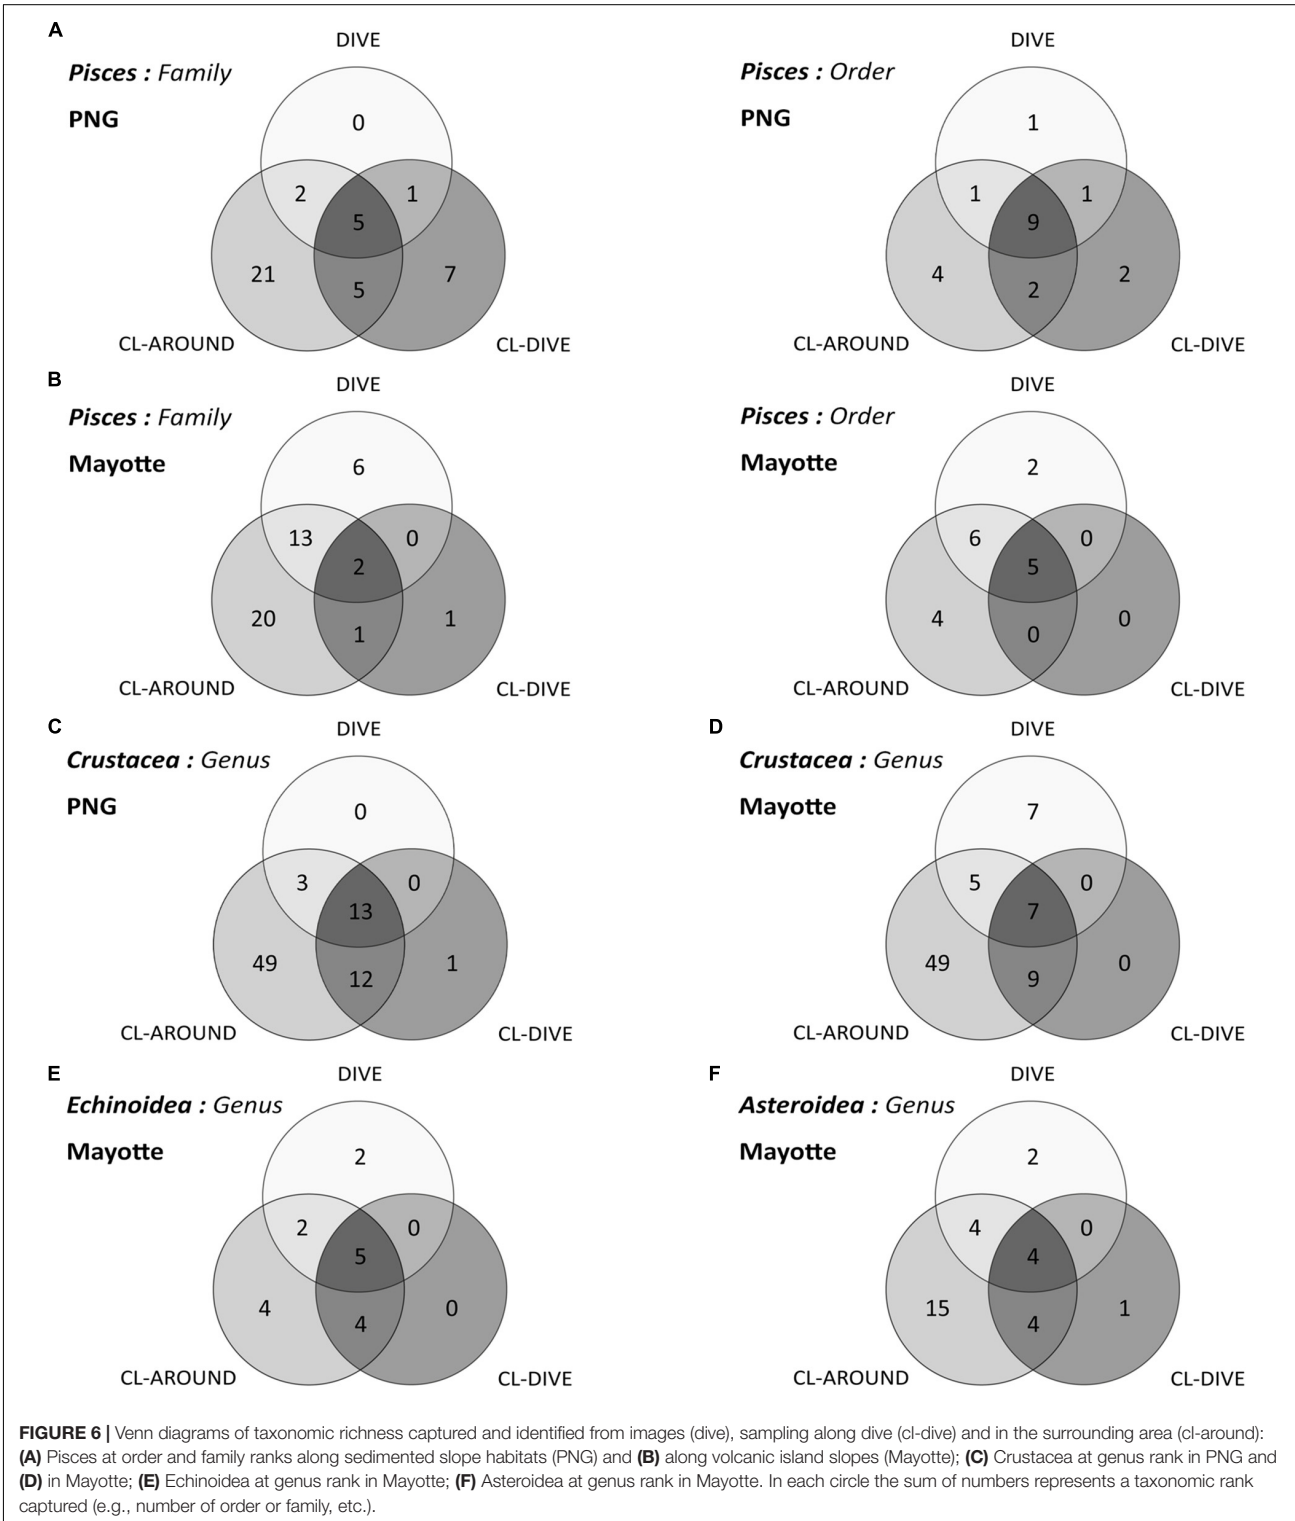 A
DIVE
Pisces : Family
PNG
0
2
1
5
21
5
7
CL-AROUND
CL-DIVE
DIVE
Pisces : Order
PNG
1
1
1
9
4
2
2
CL-AROUND
CL-DIVE
B
DIVE
Pisces : Family
Mayotte
6
13
0
2
20
1
1
CL-AROUND
CL-DIVE
DIVE
Pisces : Order
Mayotte
2
6
0
5
4
0
0
CL-AROUND
CL-DIVE
C
DIVE
Crustacea : Genus
PNG
0
3
0
13
49
12
1
CL-AROUND
CL-DIVE
D
DIVE
Crustacea : Genus
Mayotte
7
5
0
7
49
9
0
CL-AROUND
CL-DIVE
E
DIVE
Echinoidea : Genus
Mayotte
2
2
0
5
4
4
0
CL-AROUND
CL-DIVE
F
DIVE
Asteroidea : Genus
Mayotte
2
4
0
4
15
4
1
CL-AROUND
CL-DIVE
FIGURE 6 | Venn diagrams of taxonomic richness captured and identified from images (dive), sampling along dive (cl-dive) and in the surrounding area (cl-around):
(A) Pisces at order and family ranks along sedimented slope habitats (PNG) and (B) along volcanic island slopes (Mayotte); (C) Crustacea at genus rank in PNG and
(D) in Mayotte; (E) Echinoidea at genus rank in Mayotte; (F) Asteroidea at genus rank in Mayotte. In each circle the sum of numbers represents a taxonomic rank
captured (e.g., number of order or family, etc.).